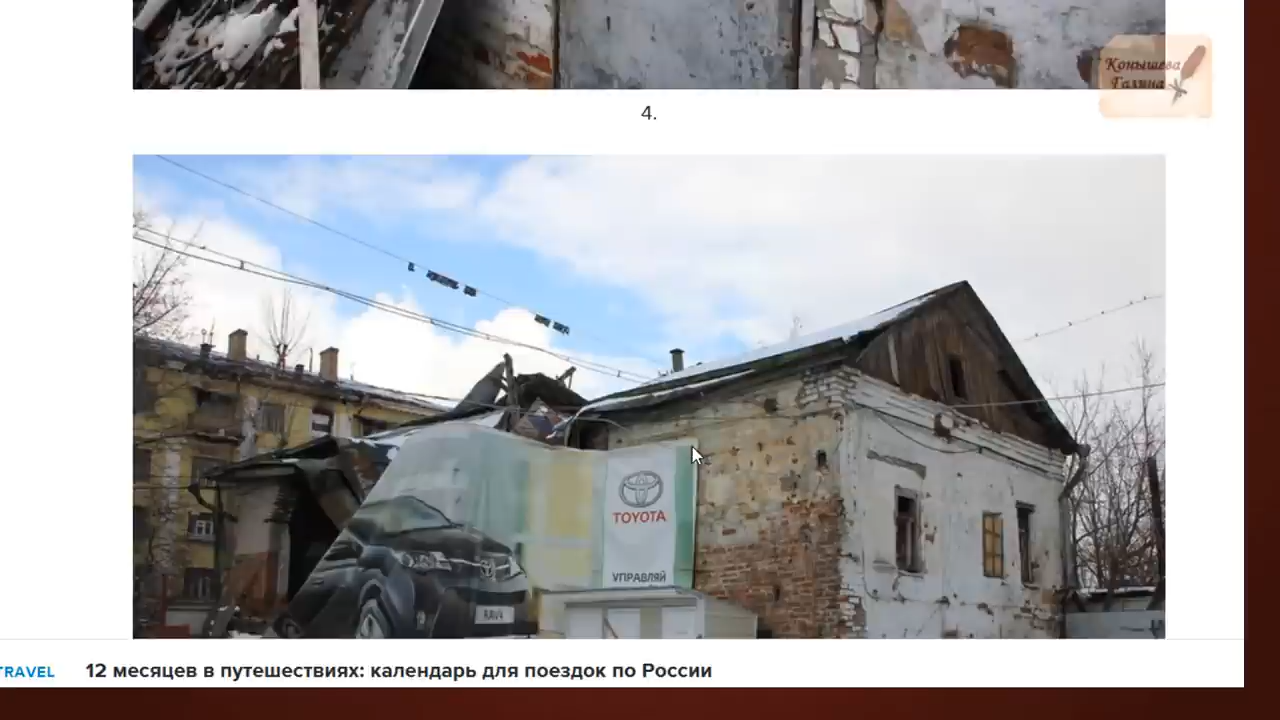 Конышева
Галина
4.
TOYOTA
УПРАВЛЯЙ
RAV4
TRAVEL 12 месяцев в путешествиях: календарь для поездок по России